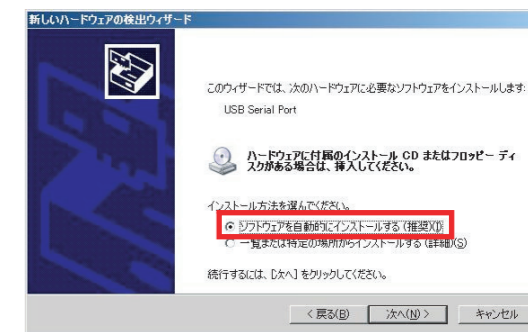 新しいハードウェアの検出ウィザード
このウィザードでは、次のハードウェアに必要なソフトウェアをインストールします:
USB Serial Port
ハードウェアに付属のインストール CD またはフロッピー ディ
スクがある場合は、挿入してください。
インストール方法を選んでください。
ソフトウェアを自動的にインストールする (推奨)(I)
一覧または特定の場所からインストールする (詳細)(S)
続行するには、[次へ] をクリックしてください。
< 戻る(B)
次へ(N) >
キャンセル